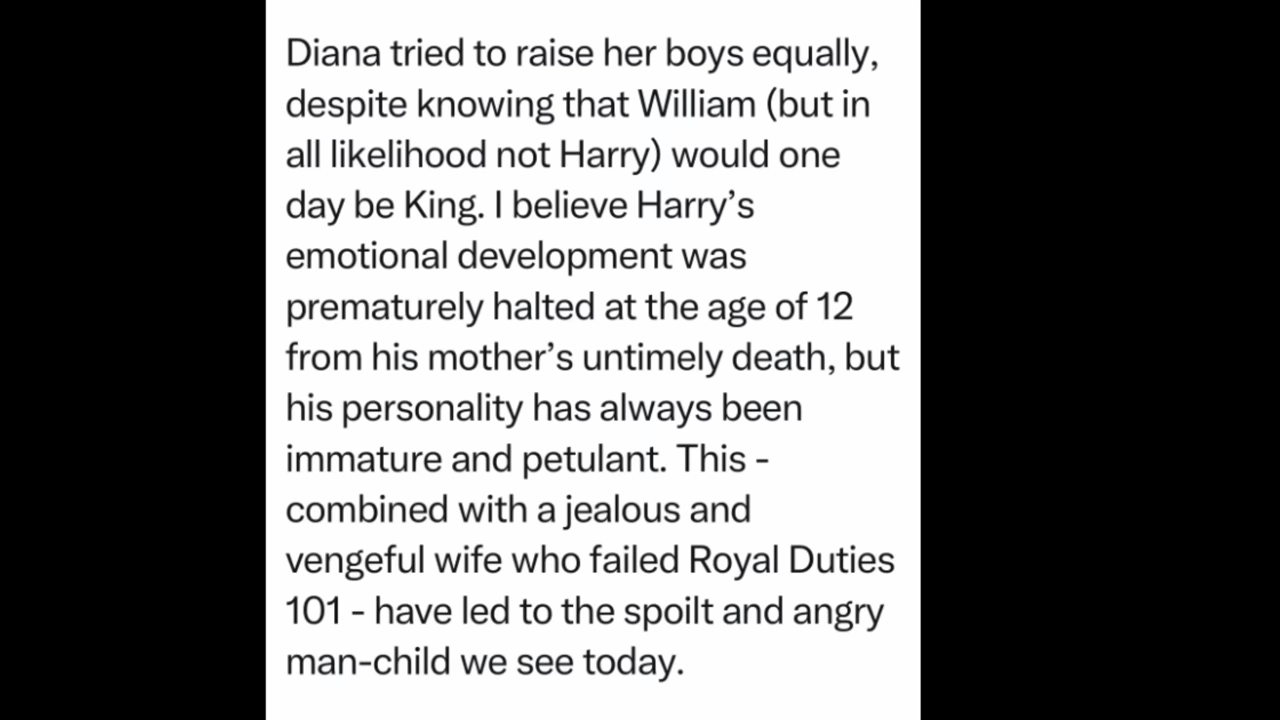 Diana tried to raise her boys equally,
despite knowing that William (but in
all likelihood not Harry) would one
day be King. I believe Harry’s
emotional development was
prematurely halted at the age of 12
from his mother’s untimely death, but
his personality has always been
immature and petulant. This -
combined with a jealous and
vengeful wife who failed Royal Duties
101 - have led to the spoilt and angry
man-child we see today.